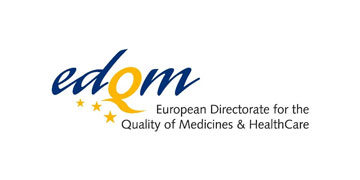 edQm
European Directorate for the
Quality of Medicines & HealthCare